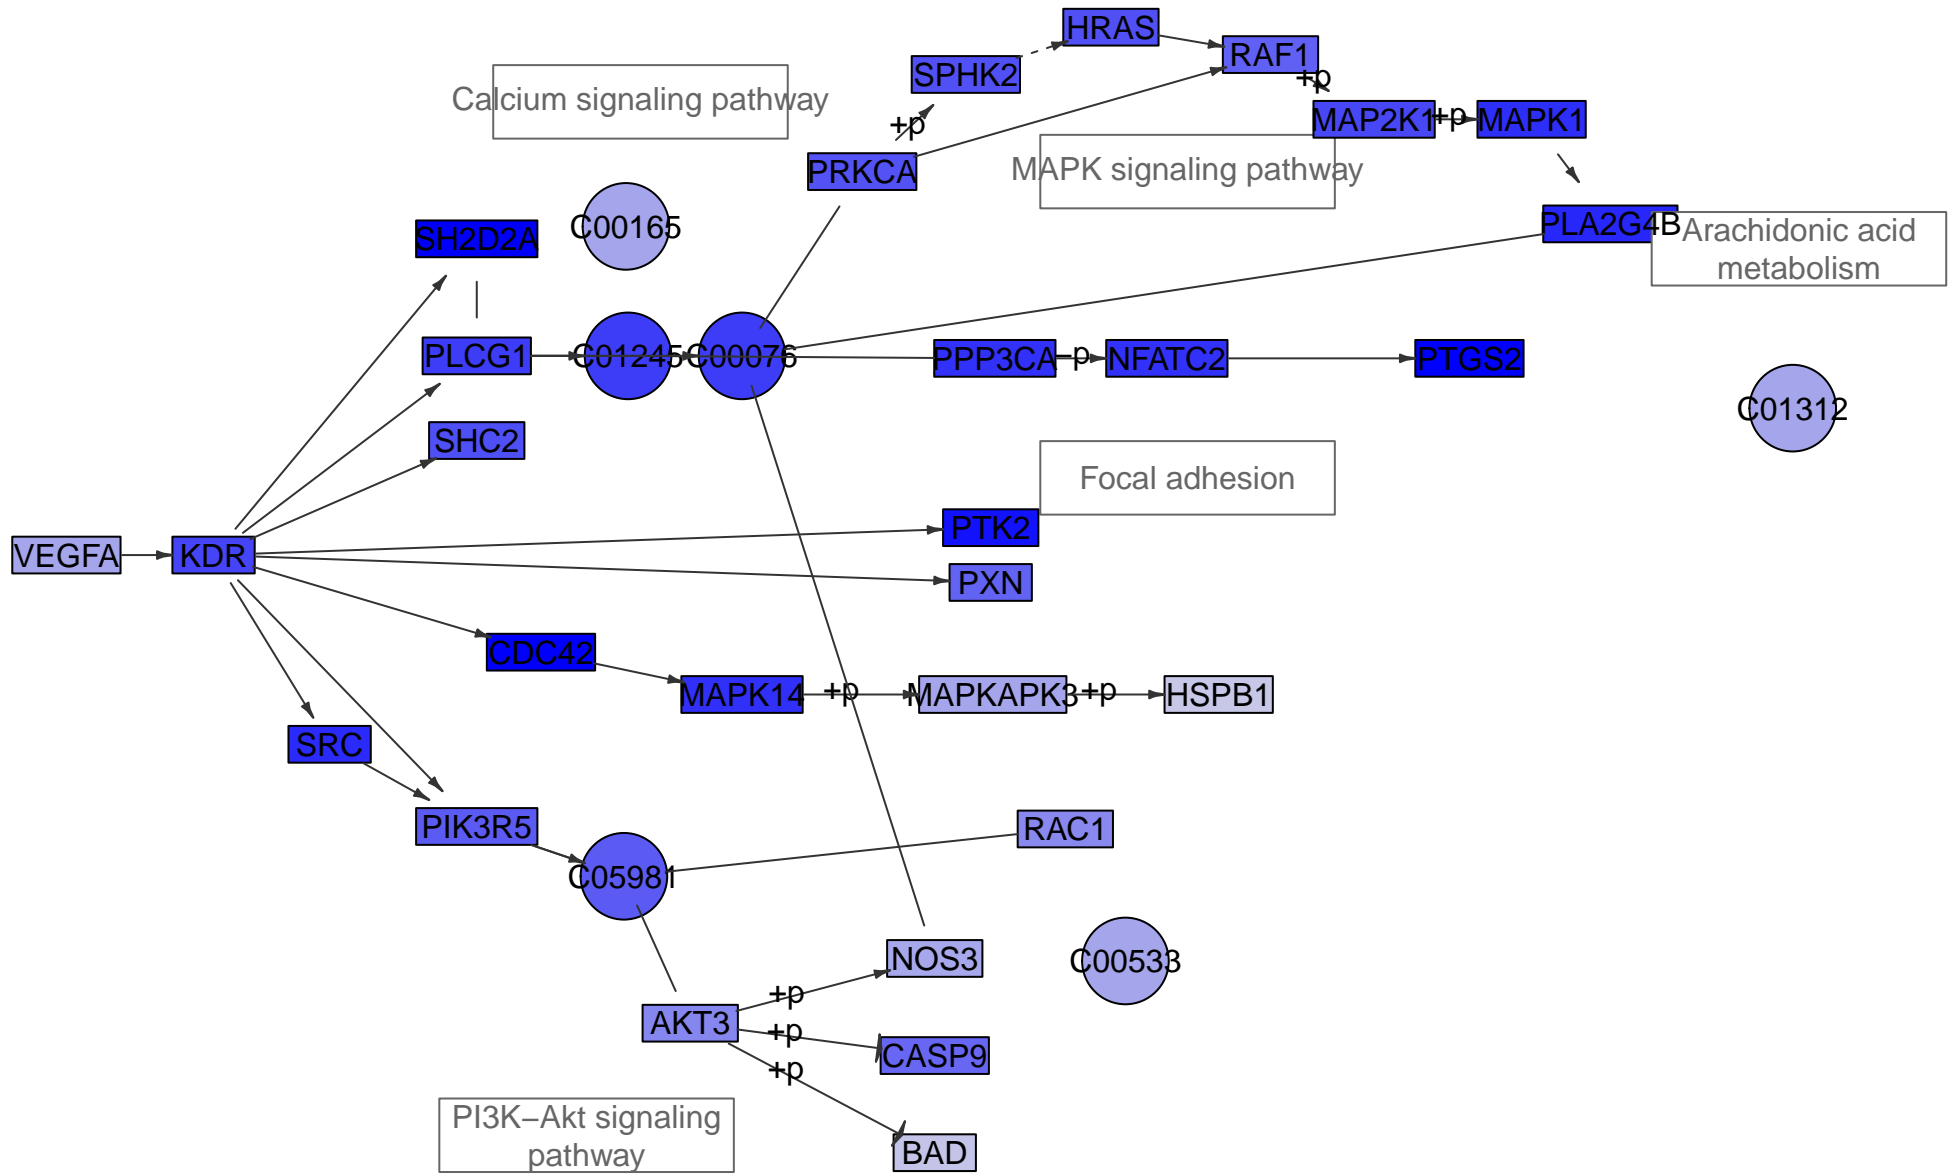 HRAS
RAF1
SPHK2
+p
Calcium signaling pathway
MAP2K1
+p
MAPK1
+p
PRKCA
MAPK signaling pathway
C00165
SH2D2A
PLA2G4B
Arachidonic acid
metabolism
PLCG1
C01245
C00076
PPP3CA
−p
NFATC2
PTGS2
C01312
SHC2
Focal adhesion
PTK2
VEGFA
KDR
PXN
CDC42
MAPK14
+p
MAPKAPK3
+p
HSPB1
SRC
PIK3R5
RAC1
C05981
NOS3
C00533
+p
AKT3
+p
CASP9
+p
PI3K−Akt signaling
pathway
BAD